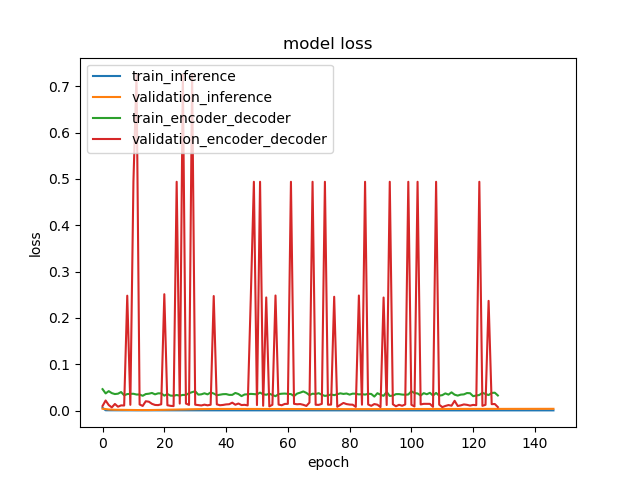 model loss
train_inference
validation_inference
train_encoder_decoder
validation_encoder_decoder
loss
0.7
0.6
0.5
0.4
0.3
0.2
0.1
0.0
0 20 40 60 80 100 120 140
epoch